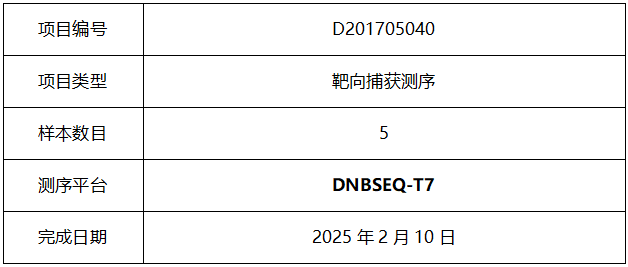 项目编号 D201705040
项目类型 靶向捕获测序
样本数目 5
测序平台 DNBSEQ-T7
完成日期 2025 年 2 月 10 日